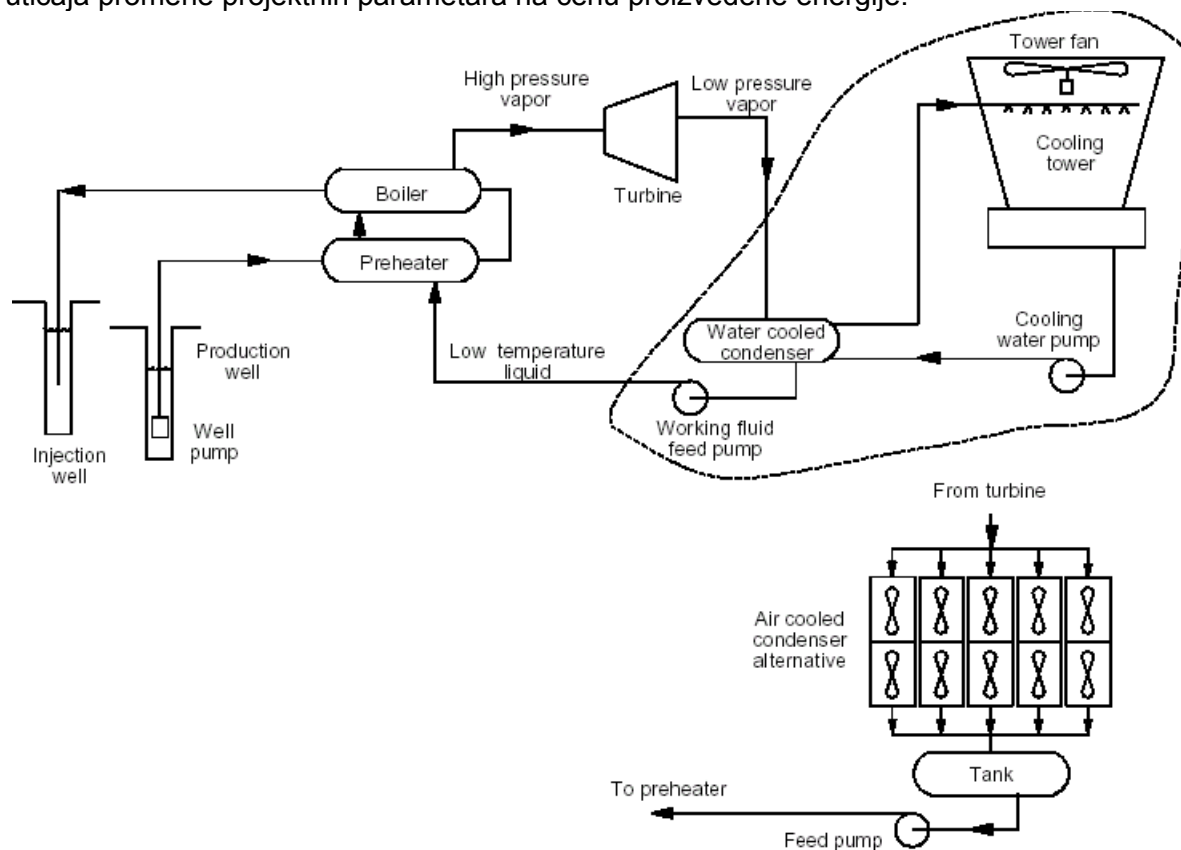 uticaja promene projektnih parametara na cenu proizvedene energije.
Tower fan
High pressure
vapor
Low pressure
vapor
Cooling
tower
Turbine
Boiler
Preheater
Water cooled
condenser
Cooling
water pump
Production
well
Low temperature
liquid
Well
pump
Injection
well
Working fluid
feed pump
From turbine
Air cooled
condenser
alternative
Tank
To preheater
Feed pump